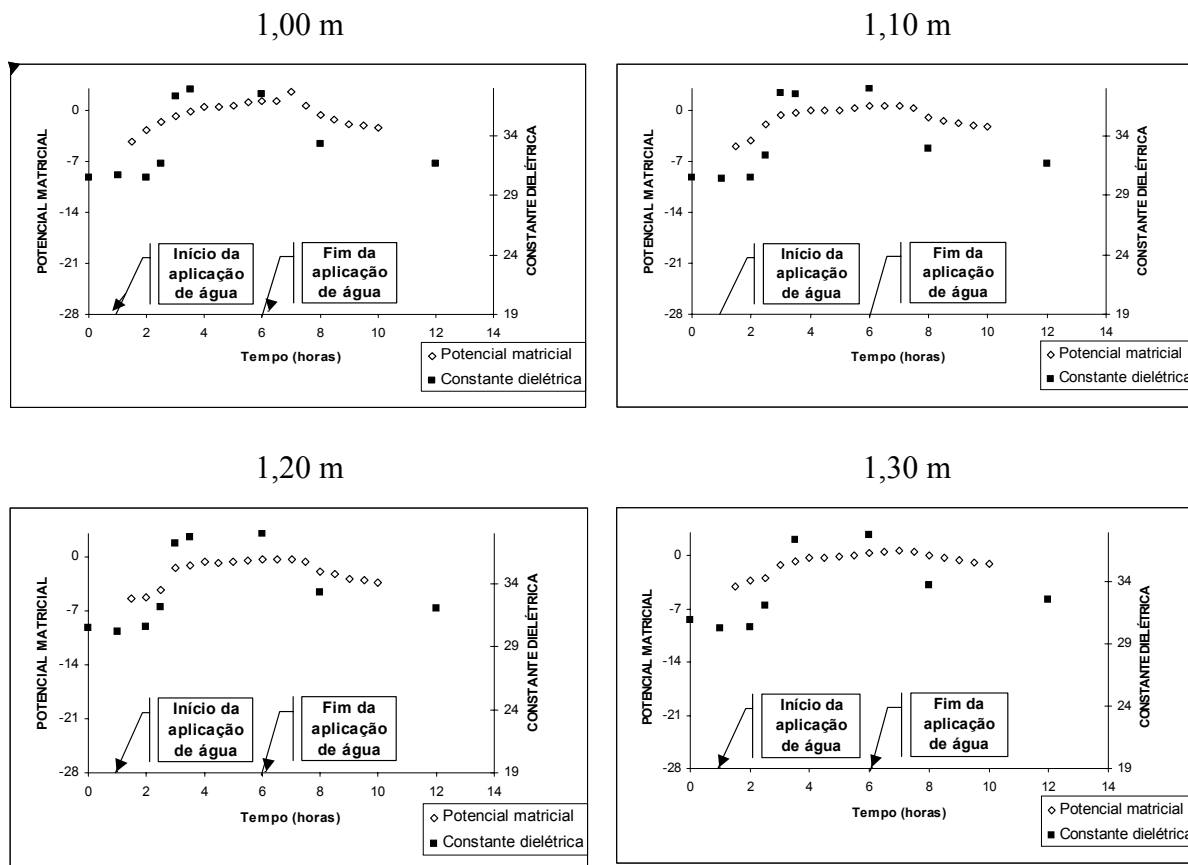 1,00 m
0
-7
-14
-21
-28
POTENCIAL MATRICIAL
34
29
24
19
CONSTANTE DIELÉTRICA
Início da
aplicação
de água
Fim da
aplicação
de água
0 2 4 6 8 10 12 14
Tempo (horas)
Potencial matricial
Constante dielétrica
1,10 m
0
-7
-14
-21
-28
POTENCIAL MATRICIAL
34
29
24
19
CONSTANTE DIELÉTRICA
Início da
aplicação
de água
Fim da
aplicação
de água
0 2 4 6 8 10 12 14
Tempo (horas)
Potencial matricial
Constante dielétrica
1,20 m
0
-7
-14
-21
-28
POTENCIAL MATRICIAL
34
29
24
19
CONSTANTE DIELÉTRICA
Início da
aplicação
de água
Fim da
aplicação
de água
0 2 4 6 8 10 12 14
Tempo (horas)
Potencial matricial
Constante dielétrica
1,30 m
0
-7
-14
-21
-28
POTENCIAL MATRICIAL
34
29
24
19
CONSTANTE DIELÉTRICA
Início da
aplicação
de água
Fim da
aplicação
de água
0 2 4 6 8 10 12 14
Tempo (horas)
Potencial matricial
Constante dielétrica